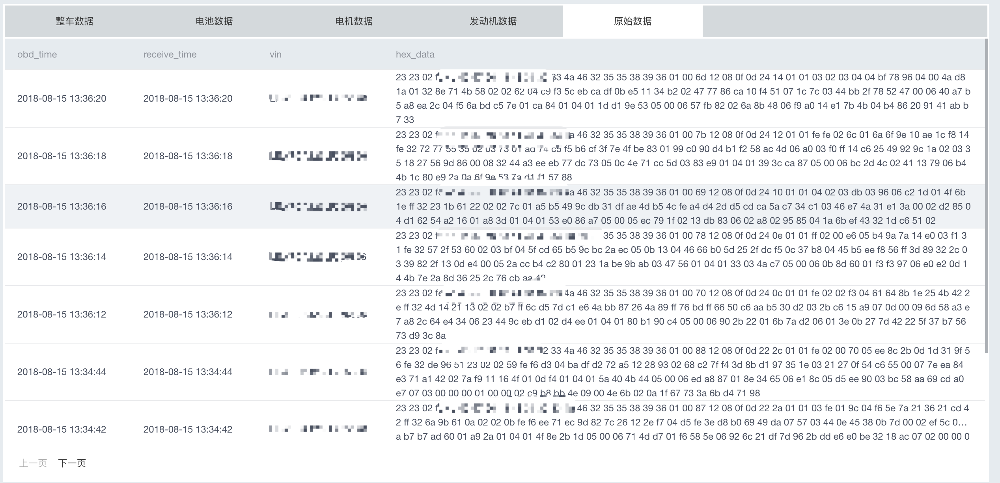 整车数据 电池数据 电机数据 发动机数据 原始数据
obd_time receive_time vin hex_data
23 23 02 33 4a 46 32 35 35 38 39 36 01 00 6d 12 08 0f 0d 24 14 01 01 03 02 03 04 04 bf 78 96 04 00 4a d8
1a 01 32 8e 71 4b 58 02 02 62 04 c9 f3 5c eb ca df 0b e5 11 34 b2 02 47 77 86 ca 10 f4 51 07 1c 7c 03 44 bb 2f 78 52 47 00 06 40 a7 b
2018-08-15 13:36:20 2018-08-15 13:36:20
5 a8 ea 2c 04 f5 6a bd c5 7e 01 ca 84 01 04 01 1d d1 9e 53 05 00 06 57 fb 82 02 6a 8b 48 06 f9 a0 14 e1 7b 4b 04 b4 86 20 91 41 ab b
7 33
23 23 02 46 32 35 35 38 39 36 01 00 7b 12 08 0f 0d 24 12 01 01 fe fe 02 6c 01 6a 6f 9e 10 ae 1c f8 14
fe 32 72 77 55 35 02 03 73 01 ad 74 c5 f5 b6 cf 3f 7e 4f be 83 01 99 c0 90 d4 b1 f2 58 ac 4d 06 a0 03 f0 ff 14 c6 25 49 92 9c 1a 02 03 3
2018-08-15 13:36:18 2018-08-15 13:36:18
5 18 27 56 9d 86 00 08 32 44 a3 ee eb 77 dc 73 05 0c 4e 71 cc 5d 03 83 e9 01 04 01 39 3c ca 87 05 00 06 bc 2d 4c 02 41 13 79 06 b4
4b 1c 80 e9 2a 0a 6f 9e 53 7a d1 f1 57 88
23 23 02 46 32 35 35 38 39 36 01 00 69 12 08 0f 0d 24 10 01 01 04 02 03 db 03 96 06 c2 1d 01 4f 6b
2018-08-15 13:36:16 2018-08-15 13:36:16 1e ff 32 23 1b 61 22 02 02 7c 01 a5 b5 49 9c db 31 df ae 4d b5 4c fe a4 d4 2d d5 cd ca 5a c7 34 c1 03 46 e7 4a 31 e1 3a 00 02 d2 85 0
4 d1 62 54 a2 16 01 a8 3d 01 04 01 53 e0 86 a7 05 00 05 ec 79 1f 02 13 db 83 06 02 a8 02 95 85 04 1a 6b ef 43 32 1d c6 51 02
23 23 02 35 35 38 39 36 01 00 78 12 08 0f 0d 24 0e 01 01 ff 02 00 e6 05 b4 9a 7a 14 e0 03 f1 3
1 fe 32 57 2f 53 60 02 03 bf 04 5f cd 65 b5 9c bc 2a ec 05 0b 13 04 46 66 b0 5d 25 2f dc f5 0c 37 b8 04 45 b5 ee f8 56 ff 3d 89 32 2c 0
2018-08-15 13:36:14 2018-08-15 13:36:14
3 39 82 2f 13 0d e4 00 05 2a cc b4 c2 80 01 23 1a be 9b ab 03 47 56 01 04 01 33 03 4a c7 05 00 06 0b 8d 60 01 f3 f3 97 06 e0 e2 0d 1
4 4b 7e 2a 8d 36 25 2c 76 cb aa 42
23 23 02 4a 46 32 35 35 38 39 36 01 00 70 12 08 0f 0d 24 0c 01 01 fe 02 02 f3 04 61 64 8b 1e 25 4b 42 2
e ff 32 4d 14 21 13 02 02 b7 ff 6c d5 7d c1 e6 4a bb 87 26 4a 89 ff 76 bd ff 66 50 c6 aa b5 30 d2 03 2b c6 15 a9 07 0d 00 09 6d 58 a3 e
2018-08-15 13:36:12 2018-08-15 13:36:12
7 a8 2c 64 e4 34 06 23 44 9c eb d1 02 d4 ee 01 04 01 80 b1 90 c4 05 00 06 90 2b 22 01 6b 7a d2 06 01 3e 0b 27 7d 42 22 5f 37 b7 56
73 d9 3c 8a
23 23 02 33 4a 46 32 35 35 38 39 36 01 00 88 12 08 0f 0d 22 2c 01 01 fe 02 00 70 05 ee 8c 2b 0d 1d 31 9f 5
6 fe 32 de 96 51 23 02 02 59 fe f6 d3 04 ba df d2 72 a5 12 28 93 02 68 c2 7f f4 3d 8b d1 97 35 1e 03 21 27 0f 54 c6 55 00 07 7e ea 84
2018-08-15 13:34:44 2018-08-15 13:34:44
e3 71 a1 42 02 7a f9 11 16 4f 01 0d f4 01 04 01 5a 40 4b 44 05 00 06 ed a8 87 01 8e 34 65 06 e1 8c 05 d5 ee 90 03 bc 58 aa 69 cd a0
e7 07 03 00 00 00 01 00 00 02 c9 b8 bb 4e 09 00 4e 6b 02 0a 1f 67 73 3a 6b d4 71 98
23 23 02 46 32 35 35 38 39 36 01 00 87 12 08 0f 0d 22 2a 01 01 03 fe 01 9c 04 f6 5e 7a 21 36 21 cd 4
2 ff 32 6a 9b 61 0a 02 02 0b fe f6 ee 71 ec 9d 82 7c 26 12 2e f7 04 d5 fe 3e d8 b0 69 49 da 07 57 03 44 0e 45 38 0b 7d 00 02 ef 5c 0…
2018-08-15 13:34:42 2018-08-15 13:34:42
a b7 b7 ad 60 01 a9 2a 01 04 01 4f 8e 2b 1d 05 00 06 71 4d d7 01 f6 58 5e 06 92 6c 21 df 7d 96 2b dd e6 e0 be 32 18 ac 07 02 00 00 0
上一页 下一页